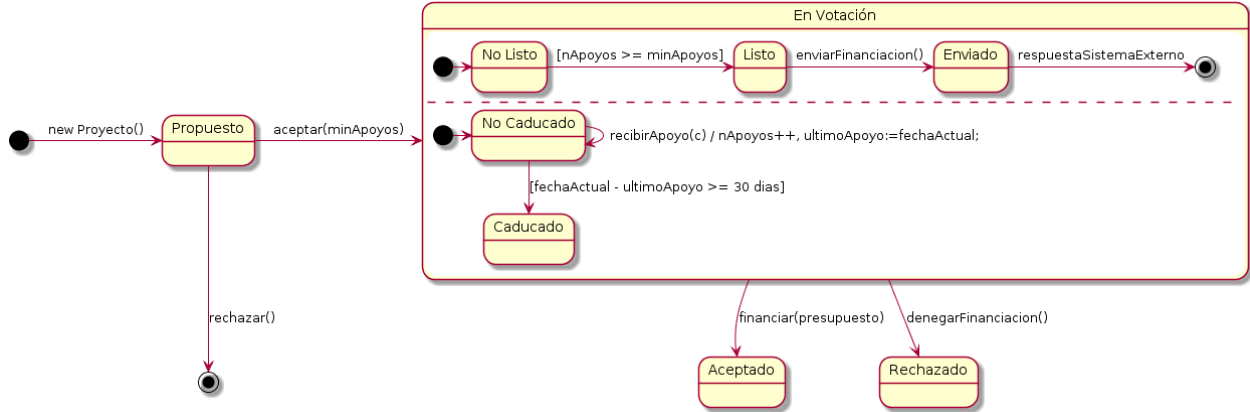 En Votación
No Listo
[nApoyos >= minApoyos]
Listo
enviarFinanciacion()
Enviado
respuestaSistemaExterno
new Proyecto()
Propuesto
aceptar(minApoyos)
No Caducado
recibirApoyo(c) / nApoyos++, ultimoApoyo:=fechaActual;
[fechaActual - ultimoApoyo >= 30 dias]
Caducado
rechazar()
financiar(presupuesto)
denegarFinanciacion()
Aceptado
Rechazado